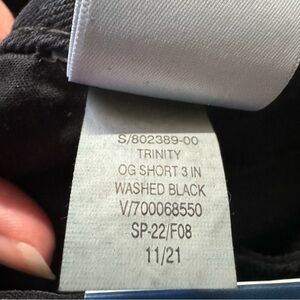 S/802389-00
TRINITY
OG SHORT 3 IN
WASHED BLACK
V/700068550
SP-22/F08
11/21